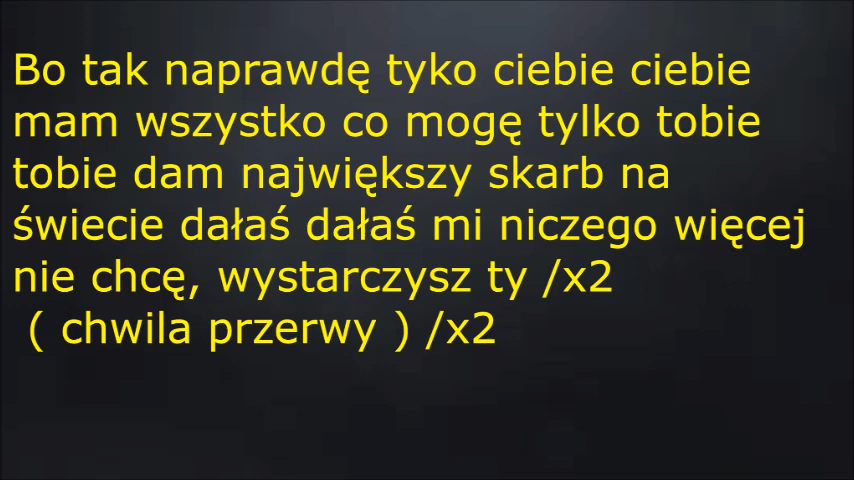 Bo tak naprawdę tyko ciebie ciebie
mam wszystko co mogę tylko tobie
tobie dam największy skarb na
świecie dałaś dałaś mi niczego więcej
nie chcę, wystarczysz ty /x2
( chwila przerwy ) /x2